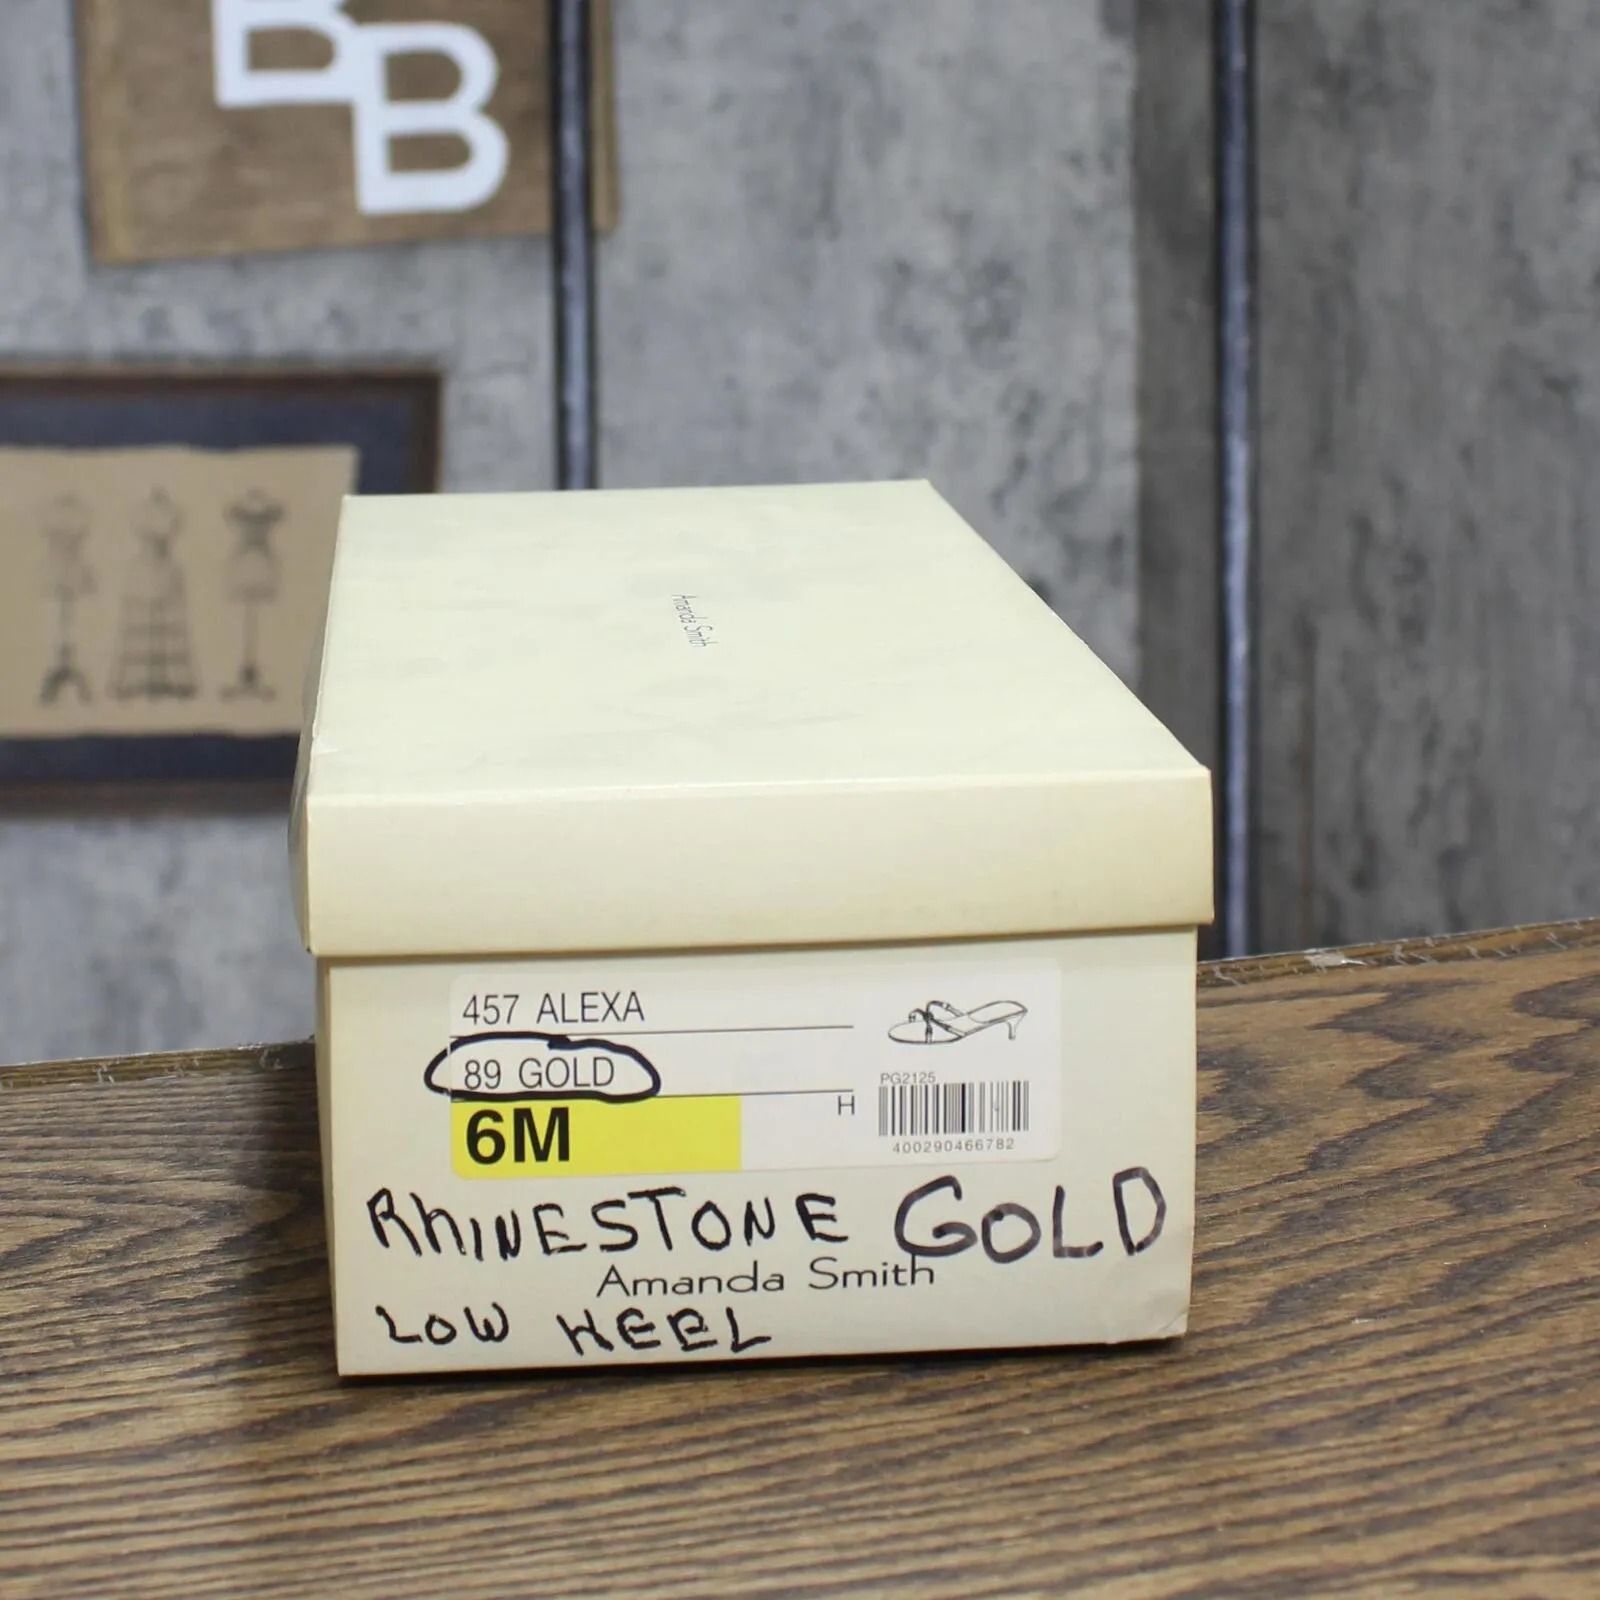 BB
Amanda Smith
457 ALEXA
89 GOLD
6M
H
PG2125
400290466782
RhINESTONE GOLD
Amanda Smith
LOW HEEL